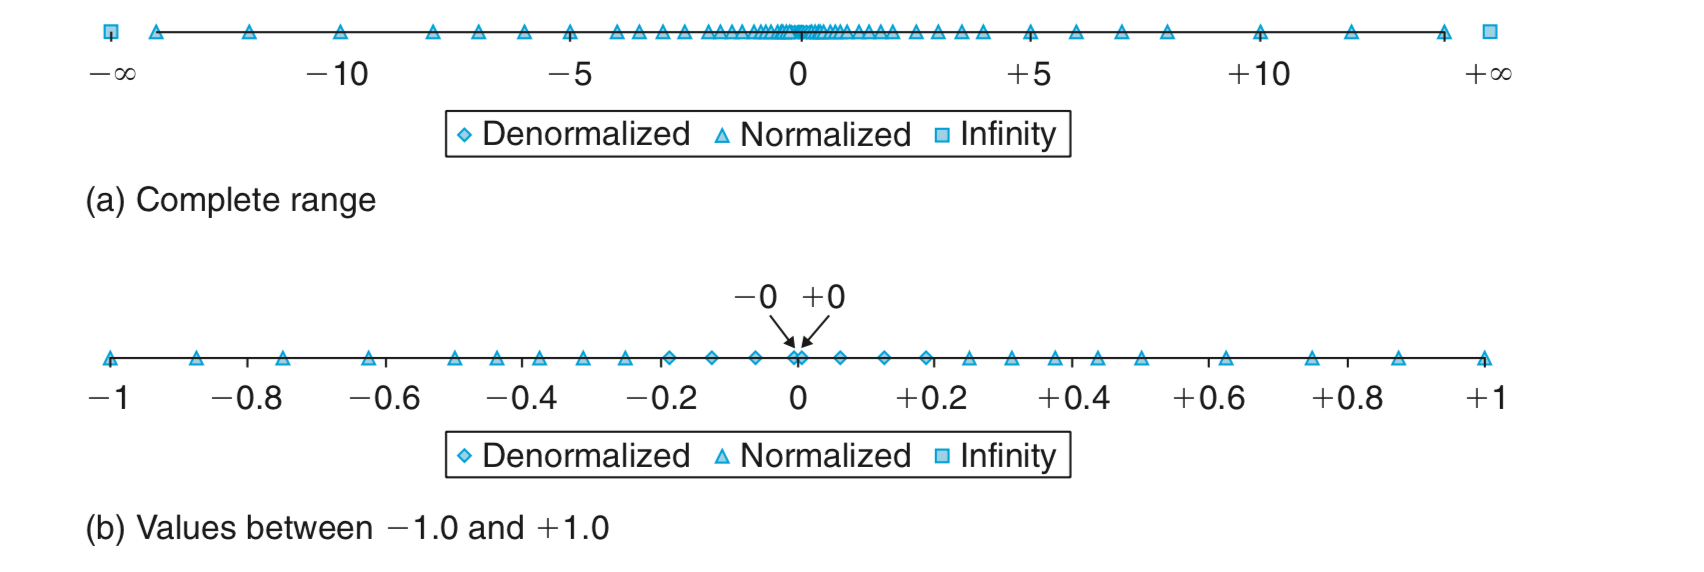 −∞ −10 −5 0 +5 +10 +∞
Denormalized Normalized Infinity
(a) Complete range
−0 +0
−1 −0.8 −0.6 −0.4 −0.2 0 +0.2 +0.4 +0.6 +0.8 +1
Denormalized Normalized Infinity
(b) Values between −1.0 and +1.0